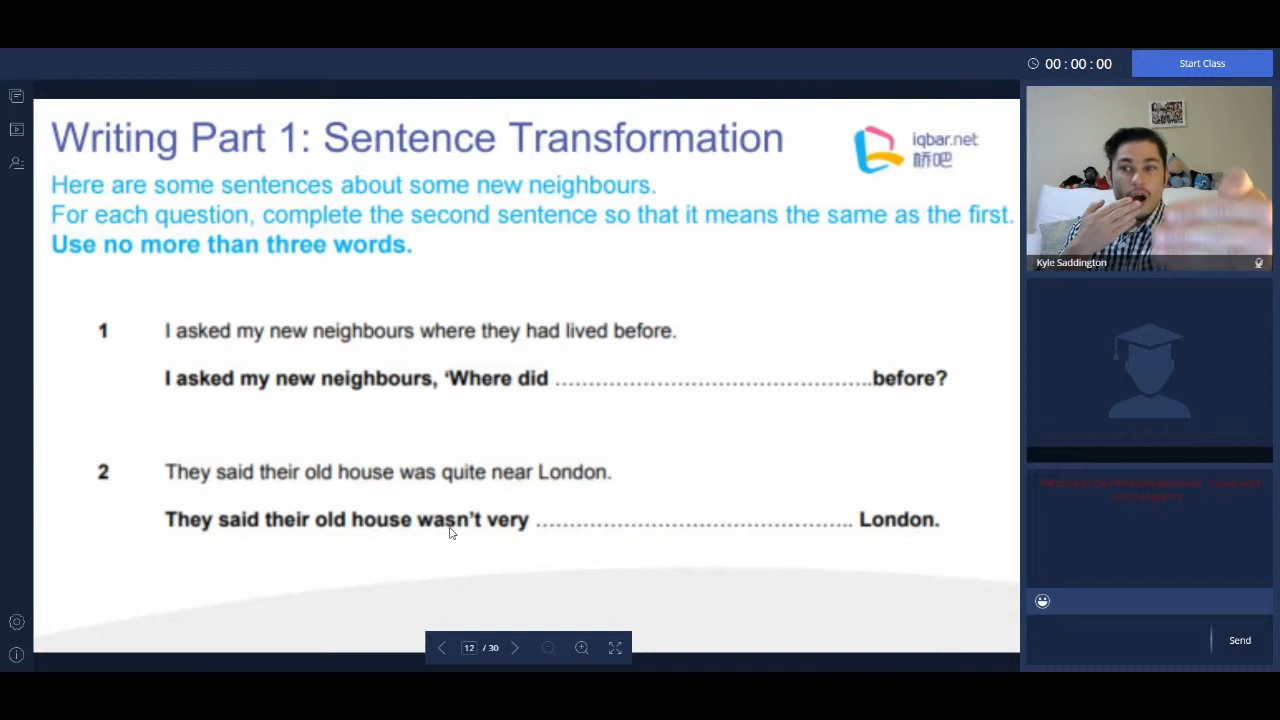 00:00:00
Start Class
Writing Part 1: Sentence Transformation
iqbar.net
桥吧
Here are some sentences about some new neighbours.
For each question, complete the second sentence so that it means the same as the first.
Use no more than three words.
Kyle Saddington
1 I asked my new neighbours where they had lived before.
I asked my new neighbours, ‘Where did ……………………………………….before?
2 They said their old house was quite near London.
They said their old house wasn’t very ……………………………………….. London.
12 / 30
Send